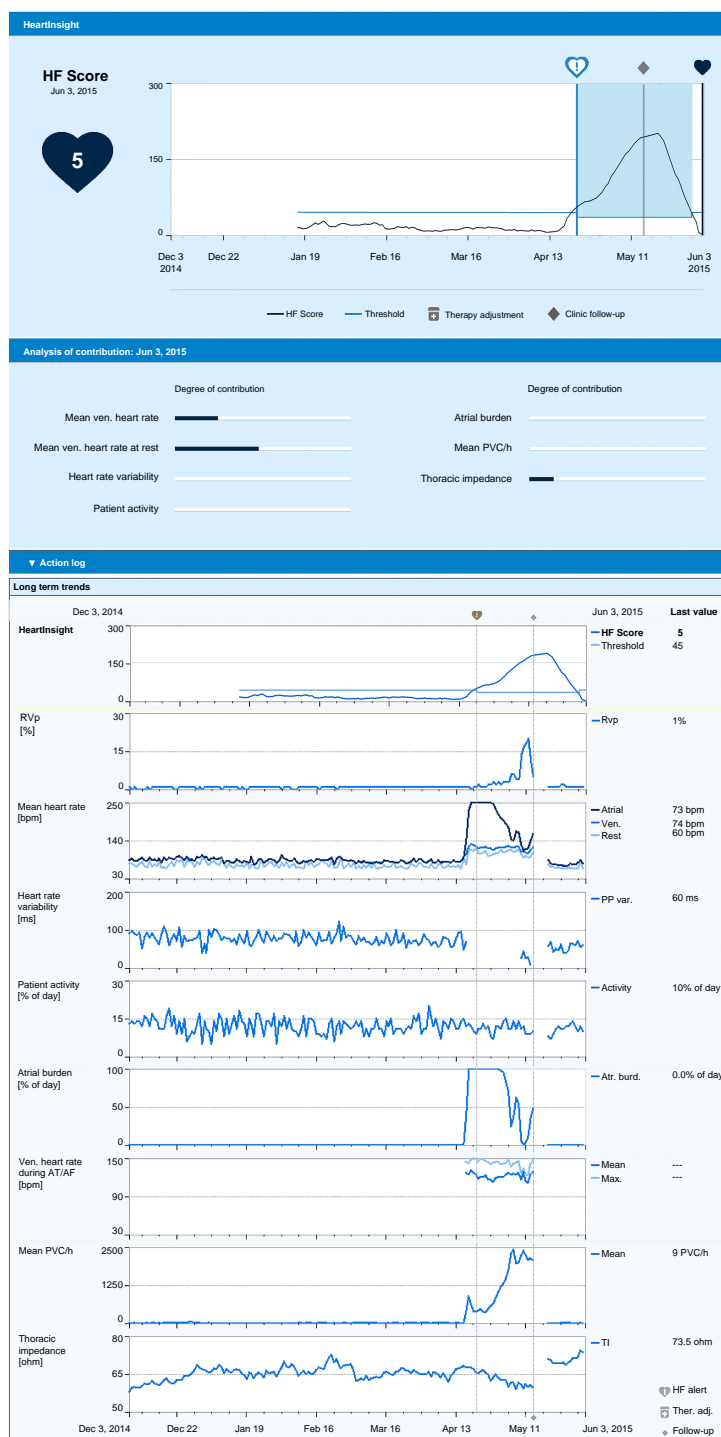 HeartInsight
HF Score
Jun 3, 2015
5
300
150
0
Dec 3
2014
Dec 22
Jan 19
Feb 16
Mar 16
Apr 13
May 11
Jun 3
2015
HF Score
Threshold
Therapy adjustment
Clinic follow-up
Analysis of contribution: Jun 3, 2015
Degree of contribution
Degree of contribution
Mean ven. heart rate
Atrial burden
Mean ven. heart rate at rest
Mean PVC/h
Heart rate variability
Thoracic impedance
Patient activity
▼ Action log
Long term trends
Dec 3, 2014
Jun 3, 2015
Last value
HeartInsight
300
150
0
HF Score 5
Threshold 45
RVp
[%]
30
15
0
Rvp 1%
Mean heart rate
[bpm]
250
140
30
Atrial 73 bpm
Ven. 74 bpm
Rest 60 bpm
Heart rate
variability
[ms]
200
100
0
PP var. 60 ms
Patient activity
[% of day]
30
15
0
Activity 10% of day
Atrial burden
[% of day]
100
50
0
Atr. burd. 0.0% of day
Ven. heart rate
during AT/AF
[bpm]
150
90
30
Mean ---
Max. ---
Mean PVC/h
2500
1250
0
Mean 9 PVC/h
Thoracic
impedance
[ohm]
80
65
50
TI 73.5 ohm
HF alert
Ther. adj.
Follow-up
Dec 3, 2014
Dec 22
Jan 19
Feb 16
Mar 16
Apr 13
May 11
Jun 3, 2015